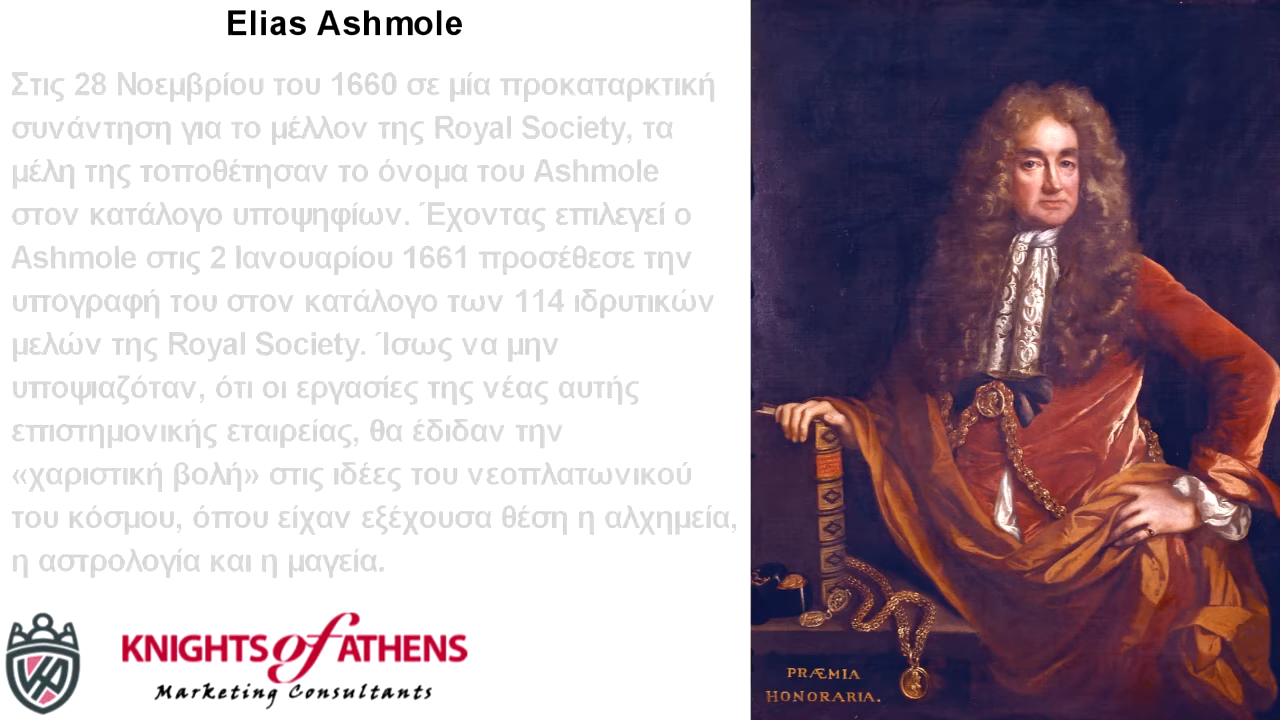 Elias Ashmole
Στις 28 Νοεμβρίου του 1660 σε μία προκαταρκτική
συνάντηση για το μέλλον της Royal Society, τα
μέλη της τοποθέτησαν το όνομα του Ashmole
στον κατάλογο υποψηφίων. Έχοντας επιλεγεί ο
Ashmole στις 2 Ιανουαρίου 1661 προσέθεσε την
υπογραφή του στον κατάλογο των 114 ιδρυτικών
μελών της Royal Society. Ίσως να μην
υποψιαζόταν, ότι οι εργασίες της νέας αυτής
επιστημονικής εταιρείας, θα έδιδαν την
«χαριστική βολή» στις ιδέες του νεοπλατωνικού
του κόσμου, όπου είχαν εξέχουσα θέση η αλχημεία,
η αστρολογία και η μαγεία.
KNIGHTS of ATHENS
Marketing Consultants
PRÆMIA
HONORARIA.